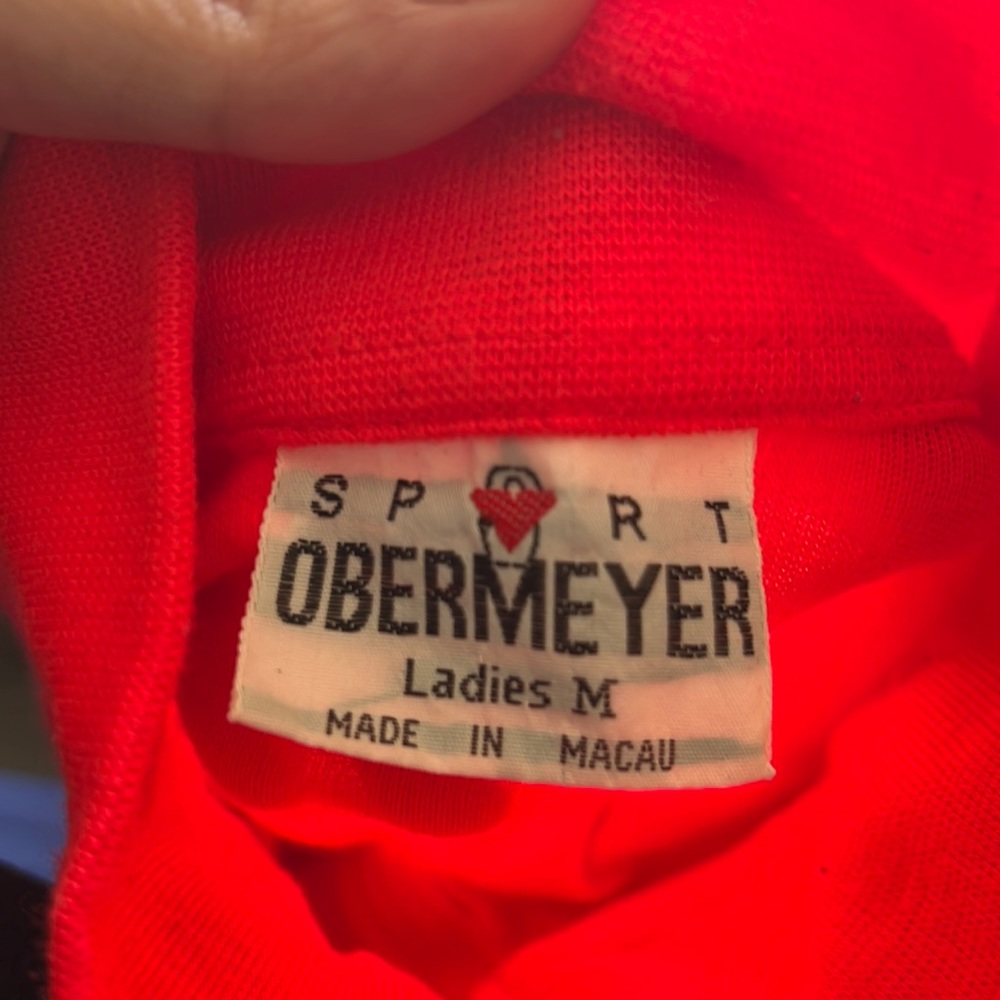 SPORT
OBERMEYER
Ladies M
MADE IN MACAU